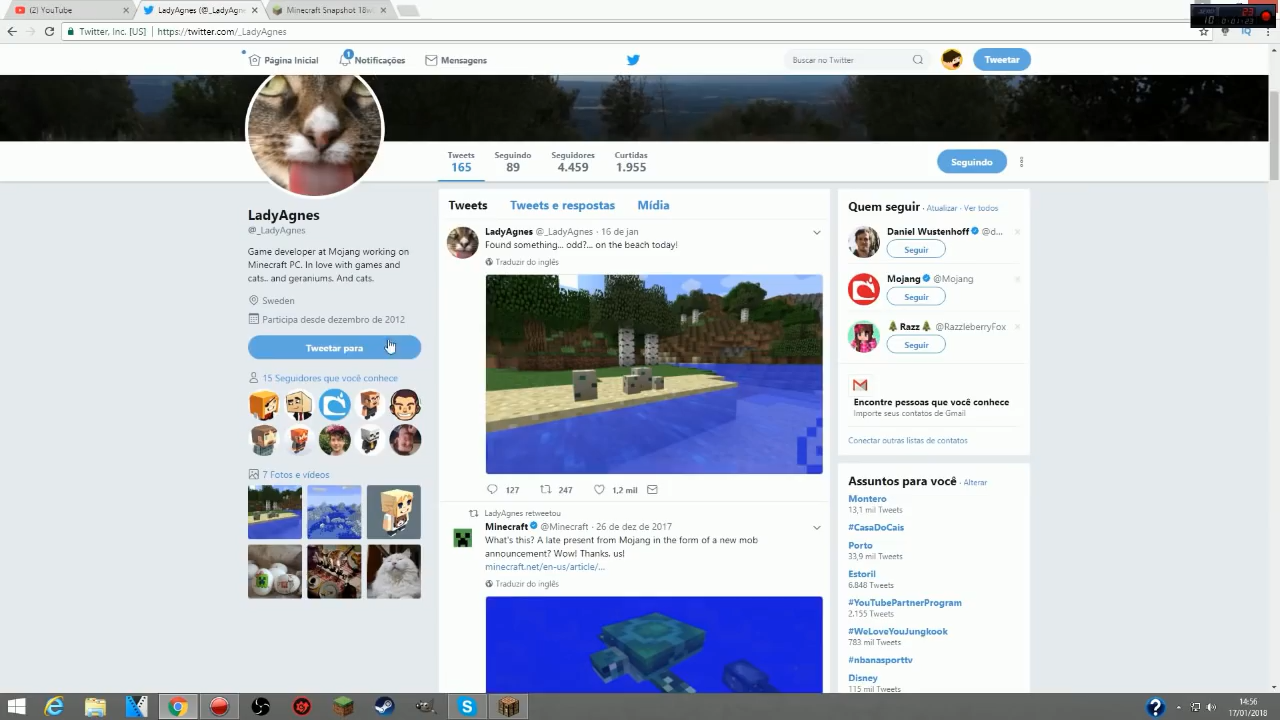 (2) YouTube
LadyAgnes (@_LadyAgn
Minecraft Snapshot 18w
23
10 0:01:23
Twitter, Inc. [US] | https://twitter.com/_LadyAgnes
Página Inicial
1
Notificações
Mensagens
Buscar no Twitter
Tweetar
Tweets
165
Seguindo
89
Seguidores
4.459
Curtidas
1.955
Seguindo
LadyAgnes
@_LadyAgnes
Game developer at Mojang working on
Minecraft PC. In love with games and
cats.. and geraniums. And cats.
Sweden
Participa desde dezembro de 2012
Tweetar para
15 Seguidores que você conhece
7 Fotos e vídeos
Tweets Tweets e respostas Mídia
LadyAgnes @_LadyAgnes · 16 de jan
Found something... odd?... on the beach today!
Traduzir do inglês
127 247 1,2 mil
LadyAgnes retweetou
Minecraft @Minecraft · 26 de dez de 2017
What's this? A late present from Mojang in the form of a new mob
announcement? Wow! Thanks, us!
minecraft.net/en-us/article/...
Traduzir do inglês
Quem seguir · Atualizar · Ver todos
Daniel Wustenhoff @d...
Seguir
Mojang @Mojang
Seguir
Razz @RazzleberryFox
Seguir
Encontre pessoas que você conhece
Importe seus contatos de Gmail
Conectar outras listas de contatos
Assuntos para você · Alterar
Montero
13,1 mil Tweets
#CasaDoCais
Porto
33,9 mil Tweets
Estoril
6.848 Tweets
#YouTubePartnerProgram
2.155 Tweets
#WeLoveYouJungkook
783 mil Tweets
#nbanasporttv
Disney
115 mil Tweets
14:56
17/01/2018